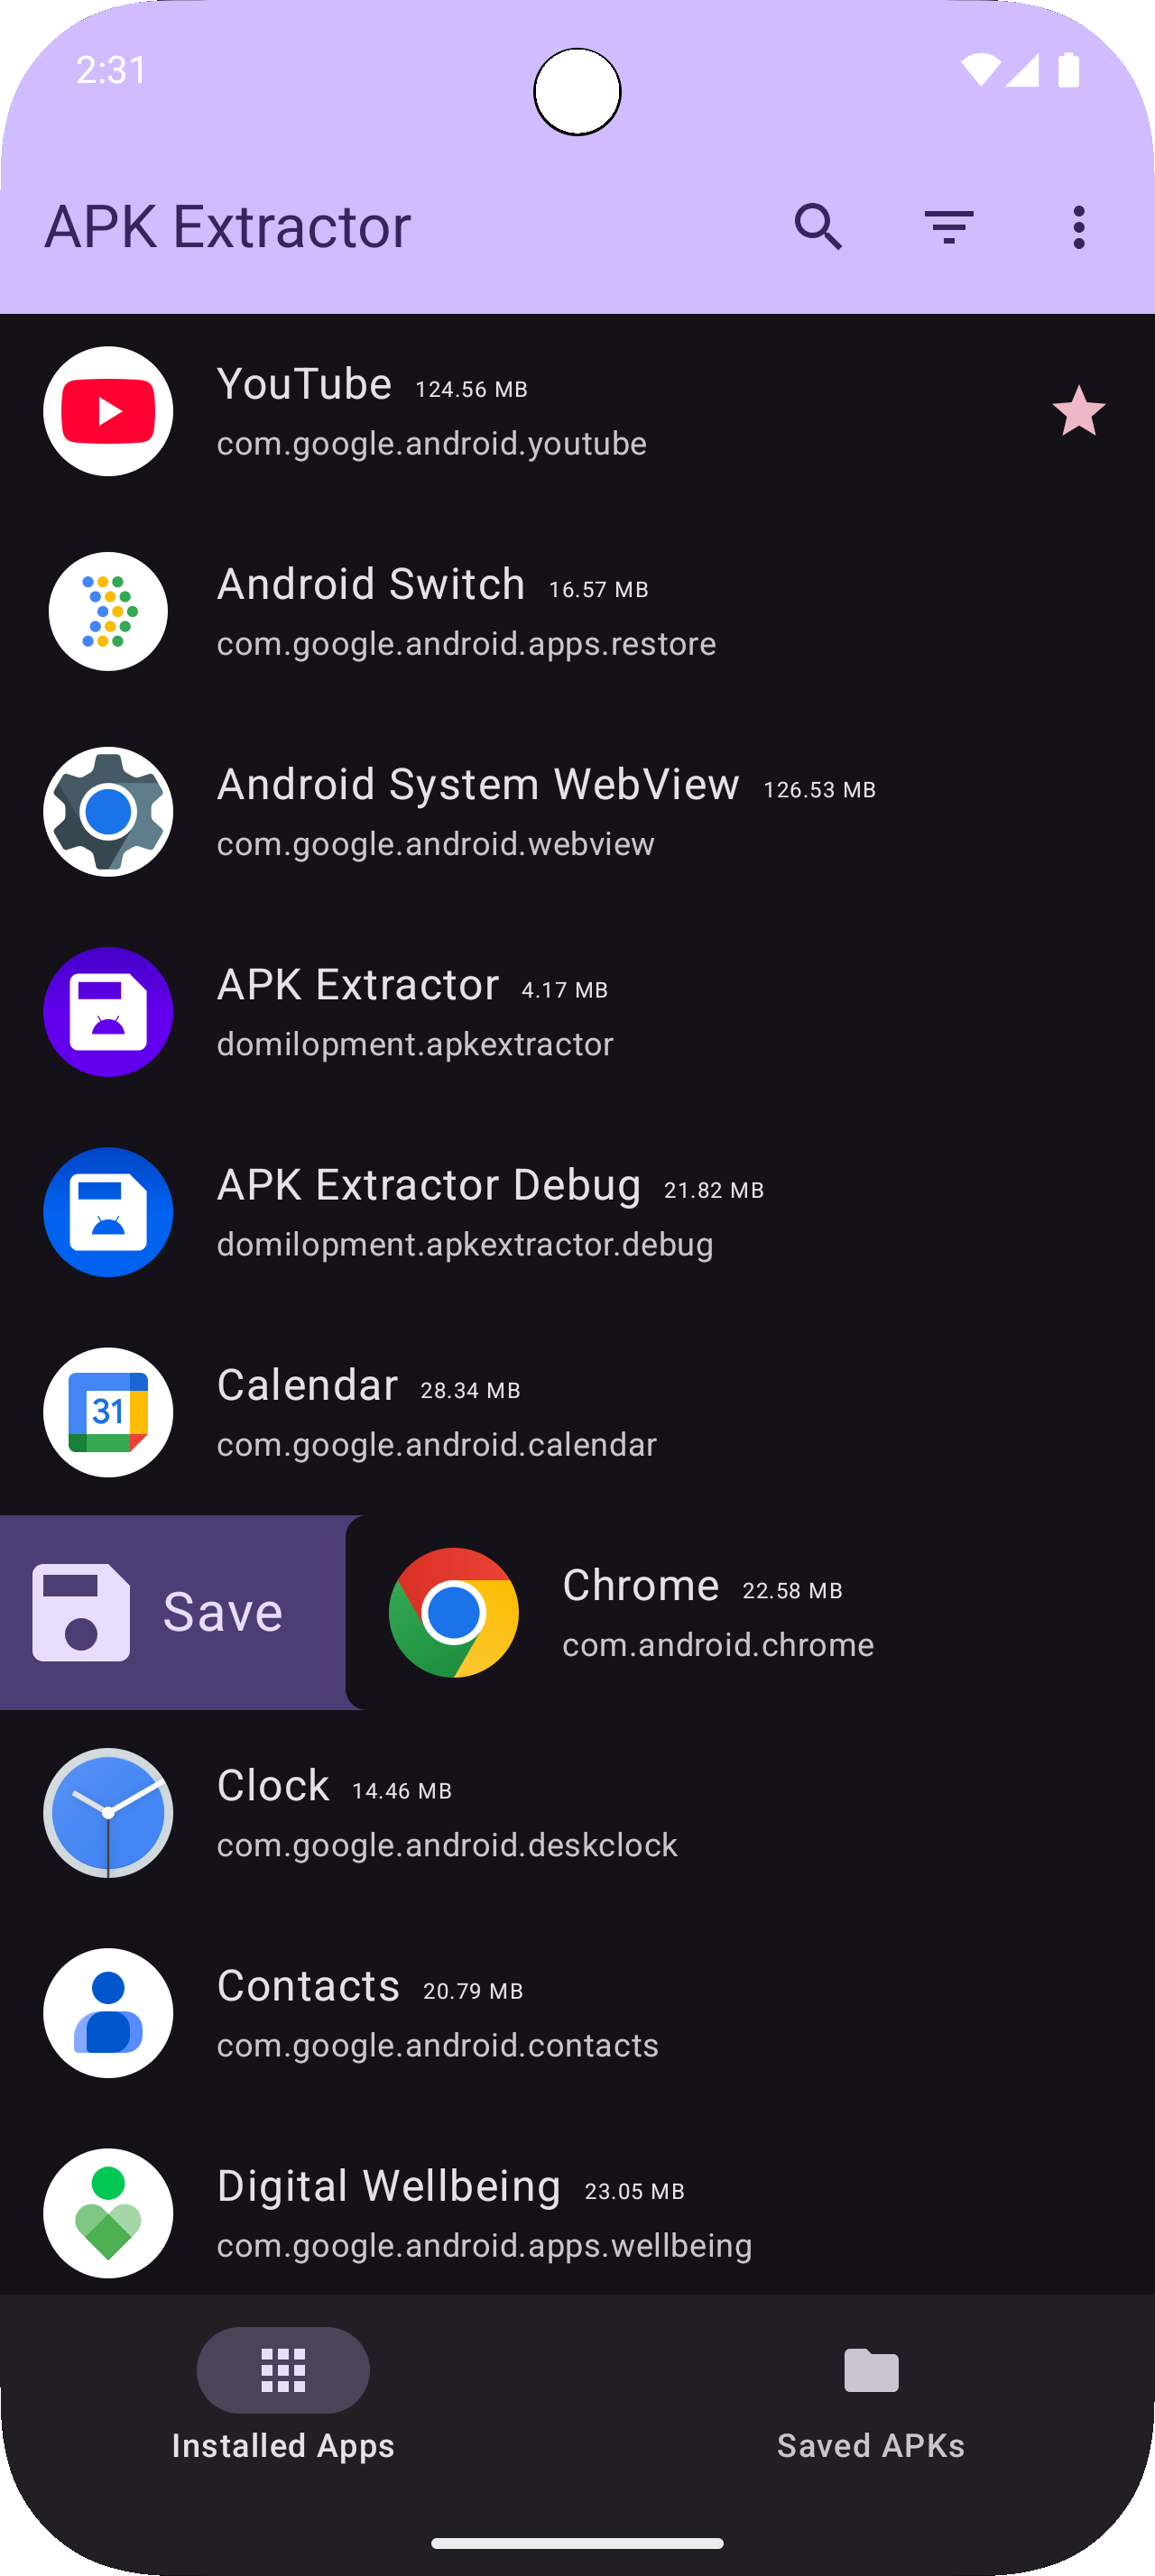 2:31
APK Extractor
YouTube 124.56 MB
com.google.android.youtube
Android Switch 16.57 MB
com.google.android.apps.restore
Android System WebView 126.53 MB
com.google.android.webview
APK Extractor 4.17 MB
domilopment.apkextractor
APK Extractor Debug 21.82 MB
domilopment.apkextractor.debug
31
Calendar 28.34 MB
com.google.android.calendar
Save
Chrome 22.58 MB
com.android.chrome
Clock 14.46 MB
com.google.android.deskclock
Contacts 20.79 MB
com.google.android.contacts
Digital Wellbeing 23.05 MB
com.google.android.apps.wellbeing
Installed Apps
Saved APKs